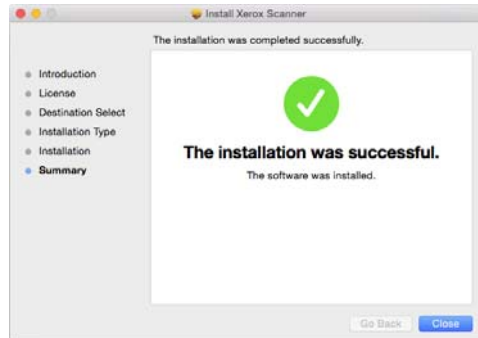 Install Xerox Scanner
The installation was completed successfully.
Introduction
License
Destination Select
Installation Type
Installation
Summary
The installation was successful.
The software was installed.
Go Back
Close